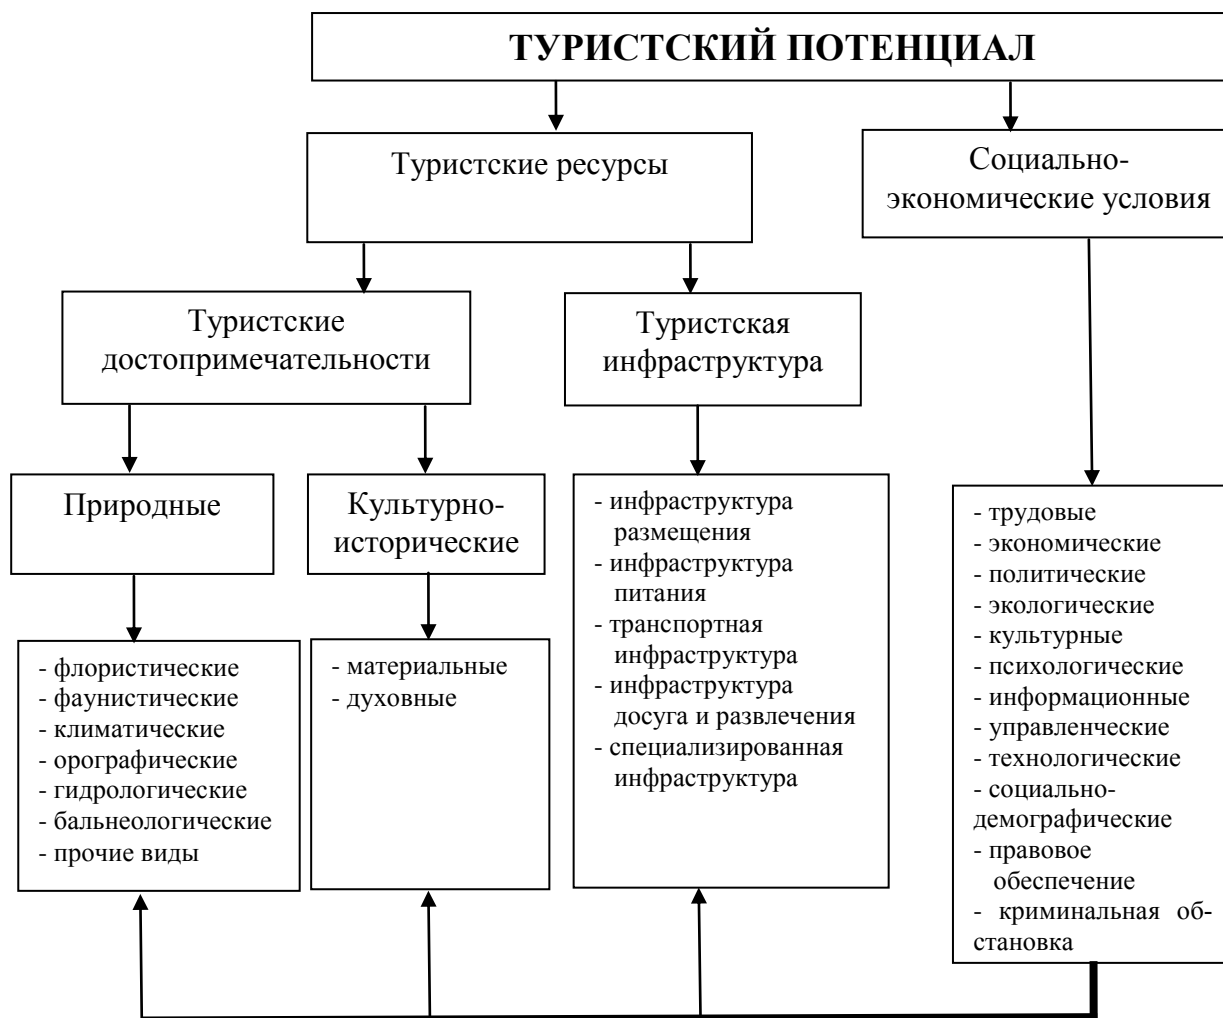 ТУРИСТСКИЙ ПОТЕНЦИАЛ
Туристские ресурсы
Социально-
экономические условия
Туристские
достопримечательности
Туристская
инфраструктура
Природные
Культурно-
исторические
- флористические
- фаунистические
- климатические
- орографические
- гидрологические
- бальнеологические
- прочие виды
- материальные
- духовные
- инфраструктура
размещения
- инфраструктура
питания
- транспортная
инфраструктура
- инфраструктура
досуга и развлечения
- специализированная
инфраструктура
- трудовые
- экономические
- политические
- экологические
- культурные
- психологические
- информационные
- управленческие
- технологические
- социально-
демографические
- правовое
обеспечение
- криминальная об-
становка